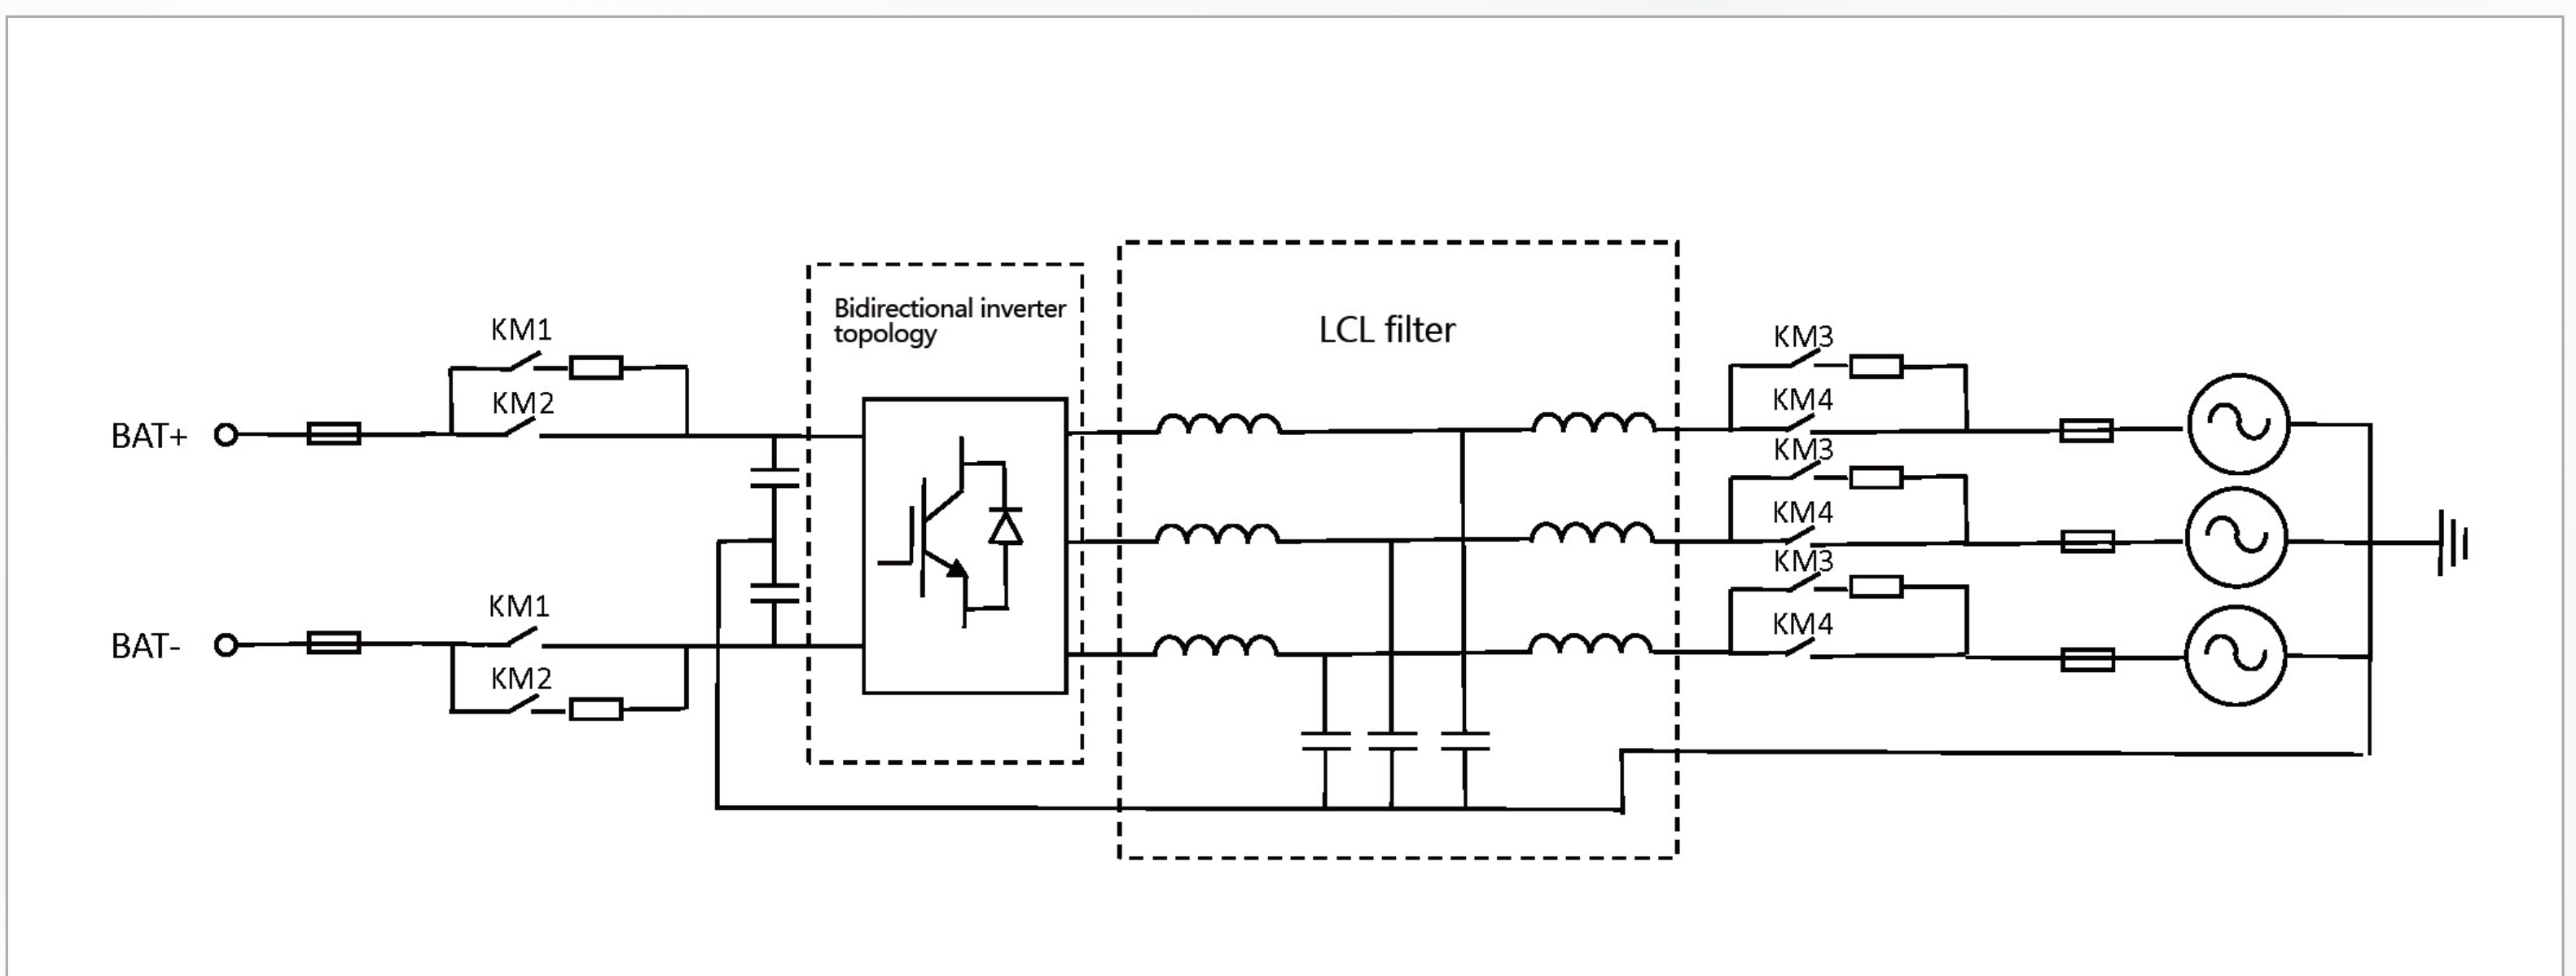 Bidirectional inverter
topology
LCL filter
KM1
KM2
BAT+
KM1
BAT-
KM2
KM3
KM4
KM3
KM4
KM3
KM4